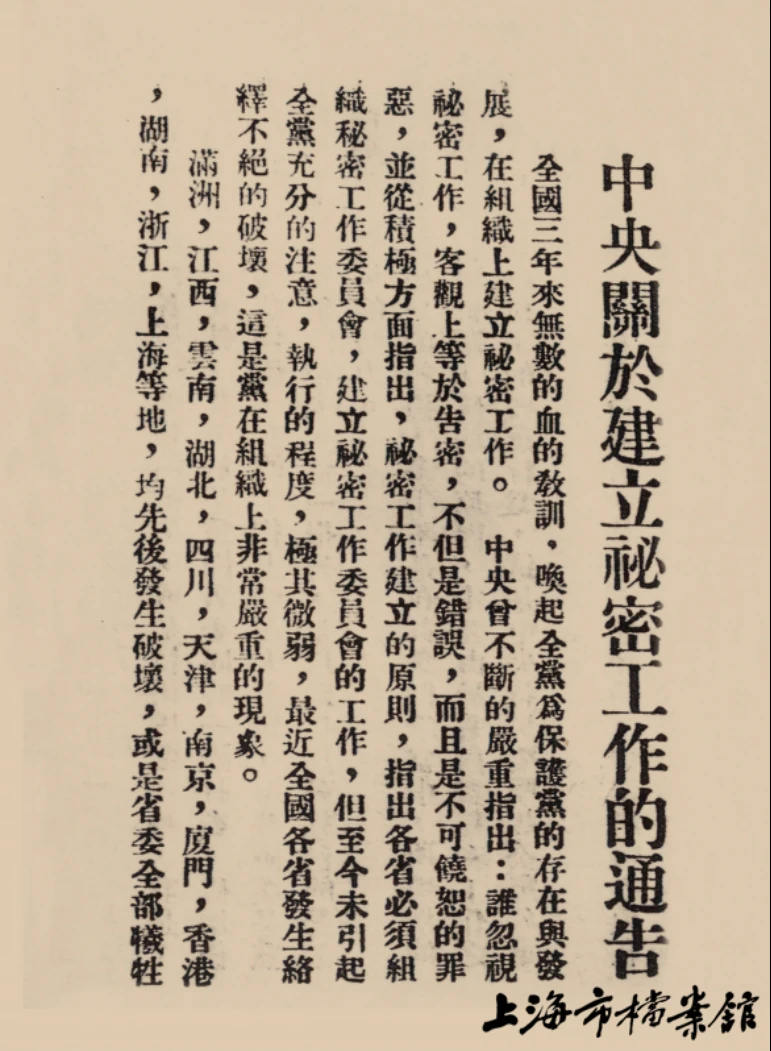 中央關於建立祕密工作的通告
全國三年來無數的血的敎訓，喚起全黨爲保護黨的存在與發
展，在組織上建立祕密工作。中央曾不斷的嚴重指出：誰忽視
祕密工作，客觀上等於告密，不但是錯誤，而且是不可饒恕的罪
惡，並從積極方面指出，祕密工作建立的原則，指出各省必須組
織秘密工作委員會，建立祕密工作委員會的工作，但至今未引起
全黨充分的注意，執行的程度，極其微弱，最近全國各省發生絡
繹不絕的破壞，這是黨在組織上非常嚴重的現象。
滿洲，江西，雲南，湖北，四川，天津，南京，廈門，香港
，湖南，浙江，上海等地，均先後發生破壞，或是省委全部犧牲
上海市檔案館